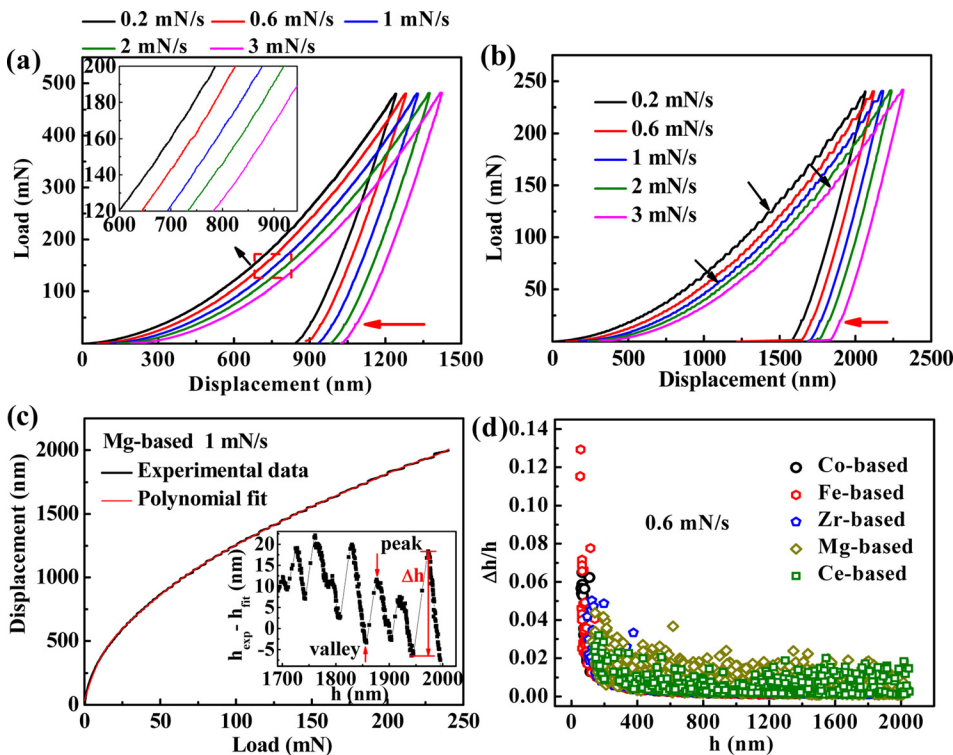 0.2 mN/s 0.6 mN/s 1 mN/s
2 mN/s 3 mN/s
(a)
Load (mN)
500
400
300
200
100
200
180
160
140
120
600 700 800 900
0 300 600 900 1200 1500
Displacement (nm)
(b)
Load (mN)
250
200
150
100
50
0.2 mN/s
0.6 mN/s
1 mN/s
2 mN/s
3 mN/s
0 500 1000 1500 2000 2500
Displacement (nm)
(c)
Displacement (nm)
2000
1500
1000
500
0
Mg-based 1 mN/s
Experimental data
Polynomial fit
h exp - h fit (nm)
20
15
10
5
0
-5
peak
Δh
valley
1700 1800 1900 2000
h (nm)
0 50 100 150 200 250
Load (mN)
(d)
Δh/h
0.14
0.12
0.10
0.08
0.06
0.04
0.02
0.00
0.6 mN/s
Co-based
Fe-based
Zr-based
Mg-based
Ce-based
0 400 800 1200 1600 2000
h (nm)